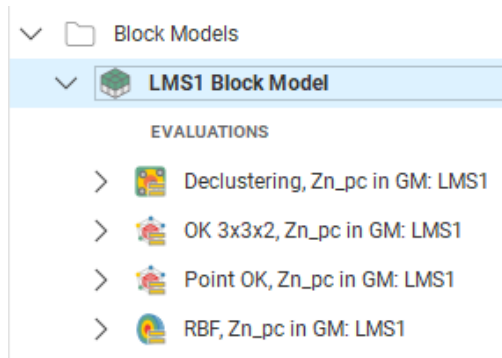 Block Models
LMS1 Block Model
EVALUATIONS
Declustering, Zn_pc in GM: LMS1
OK 3x3x2, Zn_pc in GM: LMS1
Point OK, Zn_pc in GM: LMS1
RBF, Zn_pc in GM: LMS1